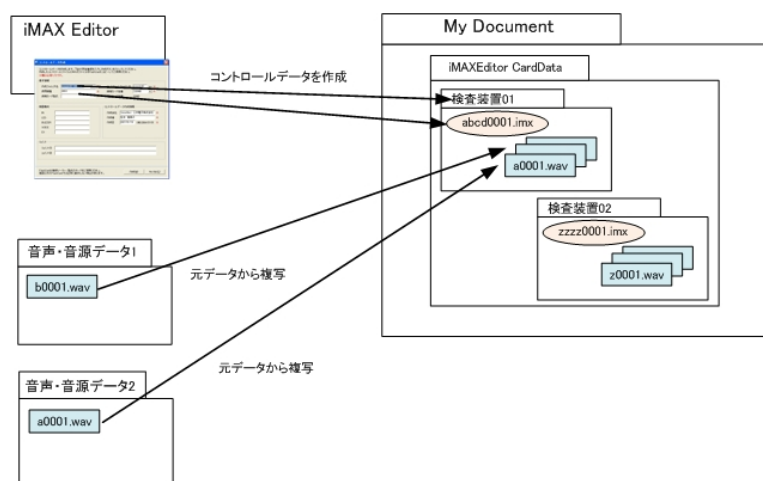 iMAX Editor
My Document
iMAXEditor CardData
コントロールデータを作成
検査装置01
abcd0001.imx
a0001.wav
検査装置02
zzzz0001.imx
z0001.wav
音声・音源データ1
b0001.wav
元データから複写
元データから複写
音声・音源データ2
a0001.wav